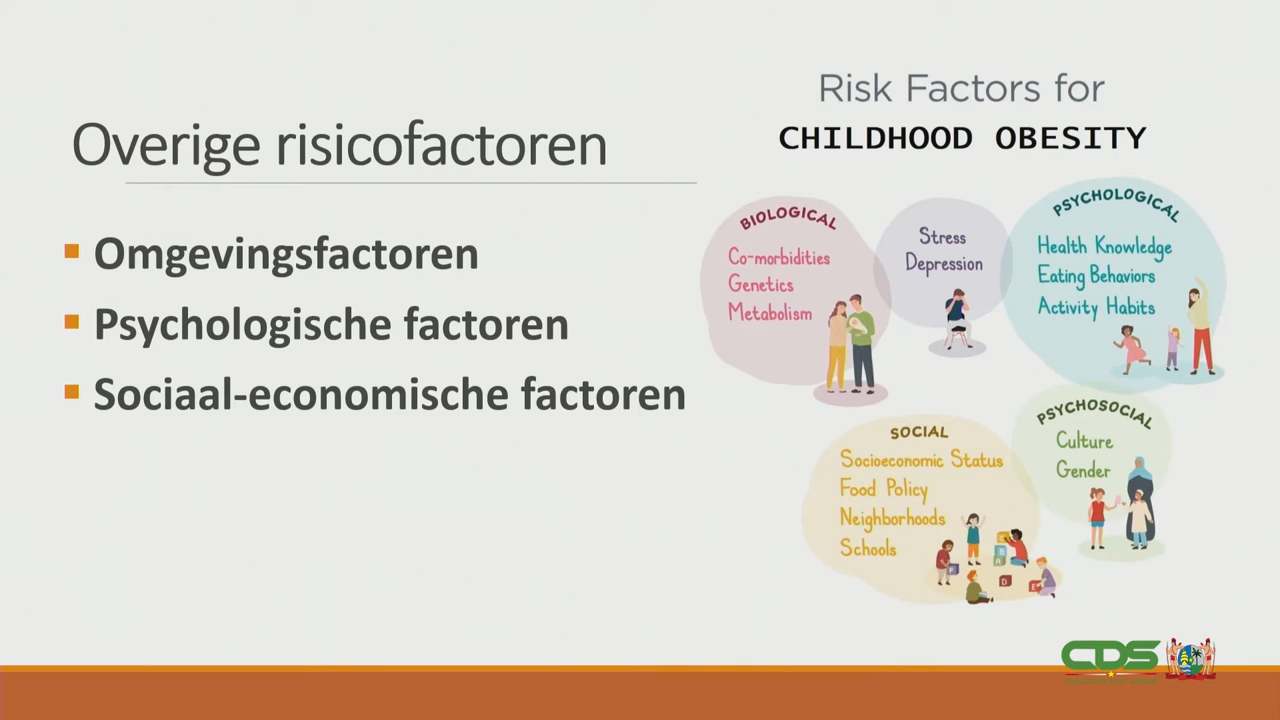 Overige risicofactoren
Omgevingsfactoren
Psychologische factoren
Sociaal-economische factoren
Risk Factors for
CHILDHOOD OBESITY
BIOLOGICAL
Co-morbidities
Genetics
Metabolism
Stress
Depression
PSYCHOLOGICAL
Health Knowledge
Eating Behaviors
Activity Habits
SOCIAL
Socioeconomic Status
Food Policy
Neighborhoods
Schools
PSYCHOSOCIAL
Culture
Gender
CDS